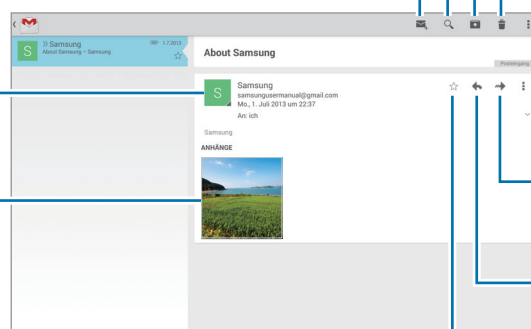 S
» Samsung
1.7.2013
About Samsung – Samsung
About Samsung
Posteingang
S
Samsung
samsungusermanual@gmail.com
Mo., 1. Juli 2013 um 22:37
An: ich
Samsung
ANHÄNGE